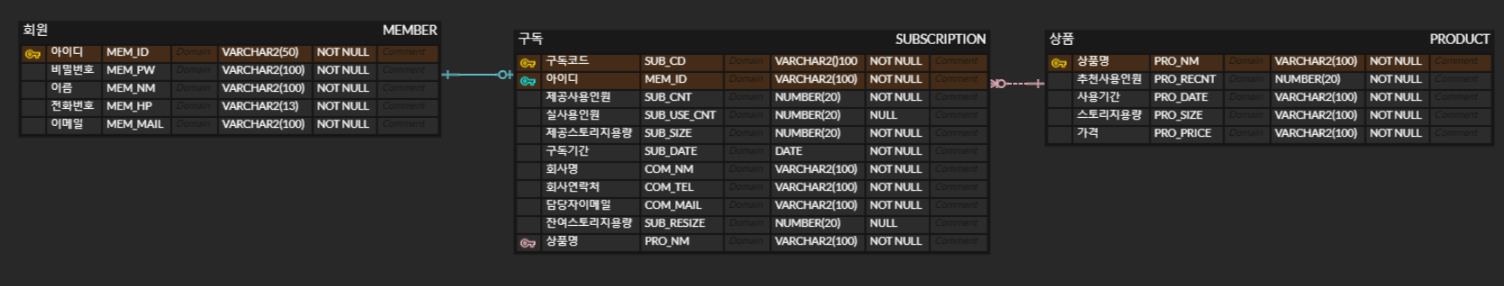 회원 MEMBER
아이디 MEM_ID Domain VARCHAR2(50) NOT NULL Comment
비밀번호 MEM_PW Domain VARCHAR2(100) NOT NULL Comment
이름 MEM_NM Domain VARCHAR2(100) NOT NULL Comment
전화번호 MEM_HP Domain VARCHAR2(13) NOT NULL Comment
이메일 MEM_MAIL Domain VARCHAR2(100) NOT NULL Comment
구독 SUBSCRIPTION
구독코드 SUB_CD Domain VARCHAR2()100 NOT NULL Comment
아이디 MEM_ID Domain VARCHAR2(100) NOT NULL Comment
제공사용인원 SUB_CNT Domain NUMBER(20) NOT NULL Comment
실사용인원 SUB_USE_CNT Domain NUMBER(20) NULL Comment
제공스토리지용량 SUB_SIZE Domain NUMBER(20) NOT NULL Comment
구독기간 SUB_DATE Domain DATE NOT NULL Comment
회사명 COM_NM Domain VARCHAR2(100) NOT NULL Comment
회사연락처 COM_TEL Domain VARCHAR2(100) NOT NULL Comment
담당자이메일 COM_MAIL Domain VARCHAR2(100) NOT NULL Comment
잔여스토리지용량 SUB_RESIZE Domain NUMBER(20) NULL Comment
상품명 PRO_NM Domain VARCHAR2(100) NOT NULL Comment
상품 PRODUCT
상품명 PRO_NM Domain VARCHAR2(100) NOT NULL Comment
추천사용인원 PRO_RECNT Domain NUMBER(20) NOT NULL Comment
사용기간 PRO_DATE Domain VARCHAR2(100) NOT NULL Comment
스토리지용량 PRO_SIZE Domain VARCHAR2(100) NOT NULL Comment
가격 PRO_PRICE Domain VARCHAR2(100) NOT NULL Comment